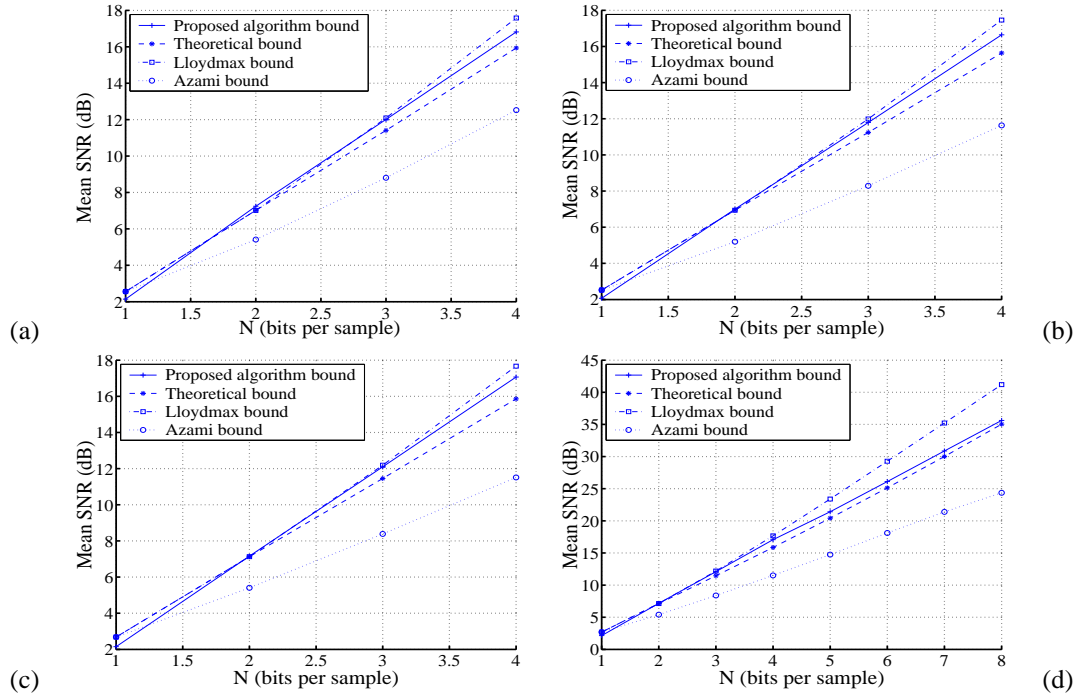 18
16
14
12
10
8
6
4
2
Mean SNR (dB)
Proposed algorithm bound
Theoretical bound
Lloydmax bound
Azami bound
1
1.5
2
2.5
3
3.5
4
N (bits per sample)
(a)
18
16
14
12
10
8
6
4
2
Mean SNR (dB)
Proposed algorithm bound
Theoretical bound
Lloydmax bound
Azami bound
1
1.5
2
2.5
3
3.5
4
N (bits per sample)
(b)
18
16
14
12
10
8
6
4
2
Mean SNR (dB)
Proposed algorithm bound
Theoretical bound
Lloydmax bound
Azami bound
1
1.5
2
2.5
3
3.5
4
N (bits per sample)
(c)
45
40
35
30
25
20
15
10
5
0
Mean SNR (dB)
Proposed algorithm bound
Theoretical bound
Lloydmax bound
Azami bound
1
2
3
4
5
6
7
8
N (bits per sample)
(d)